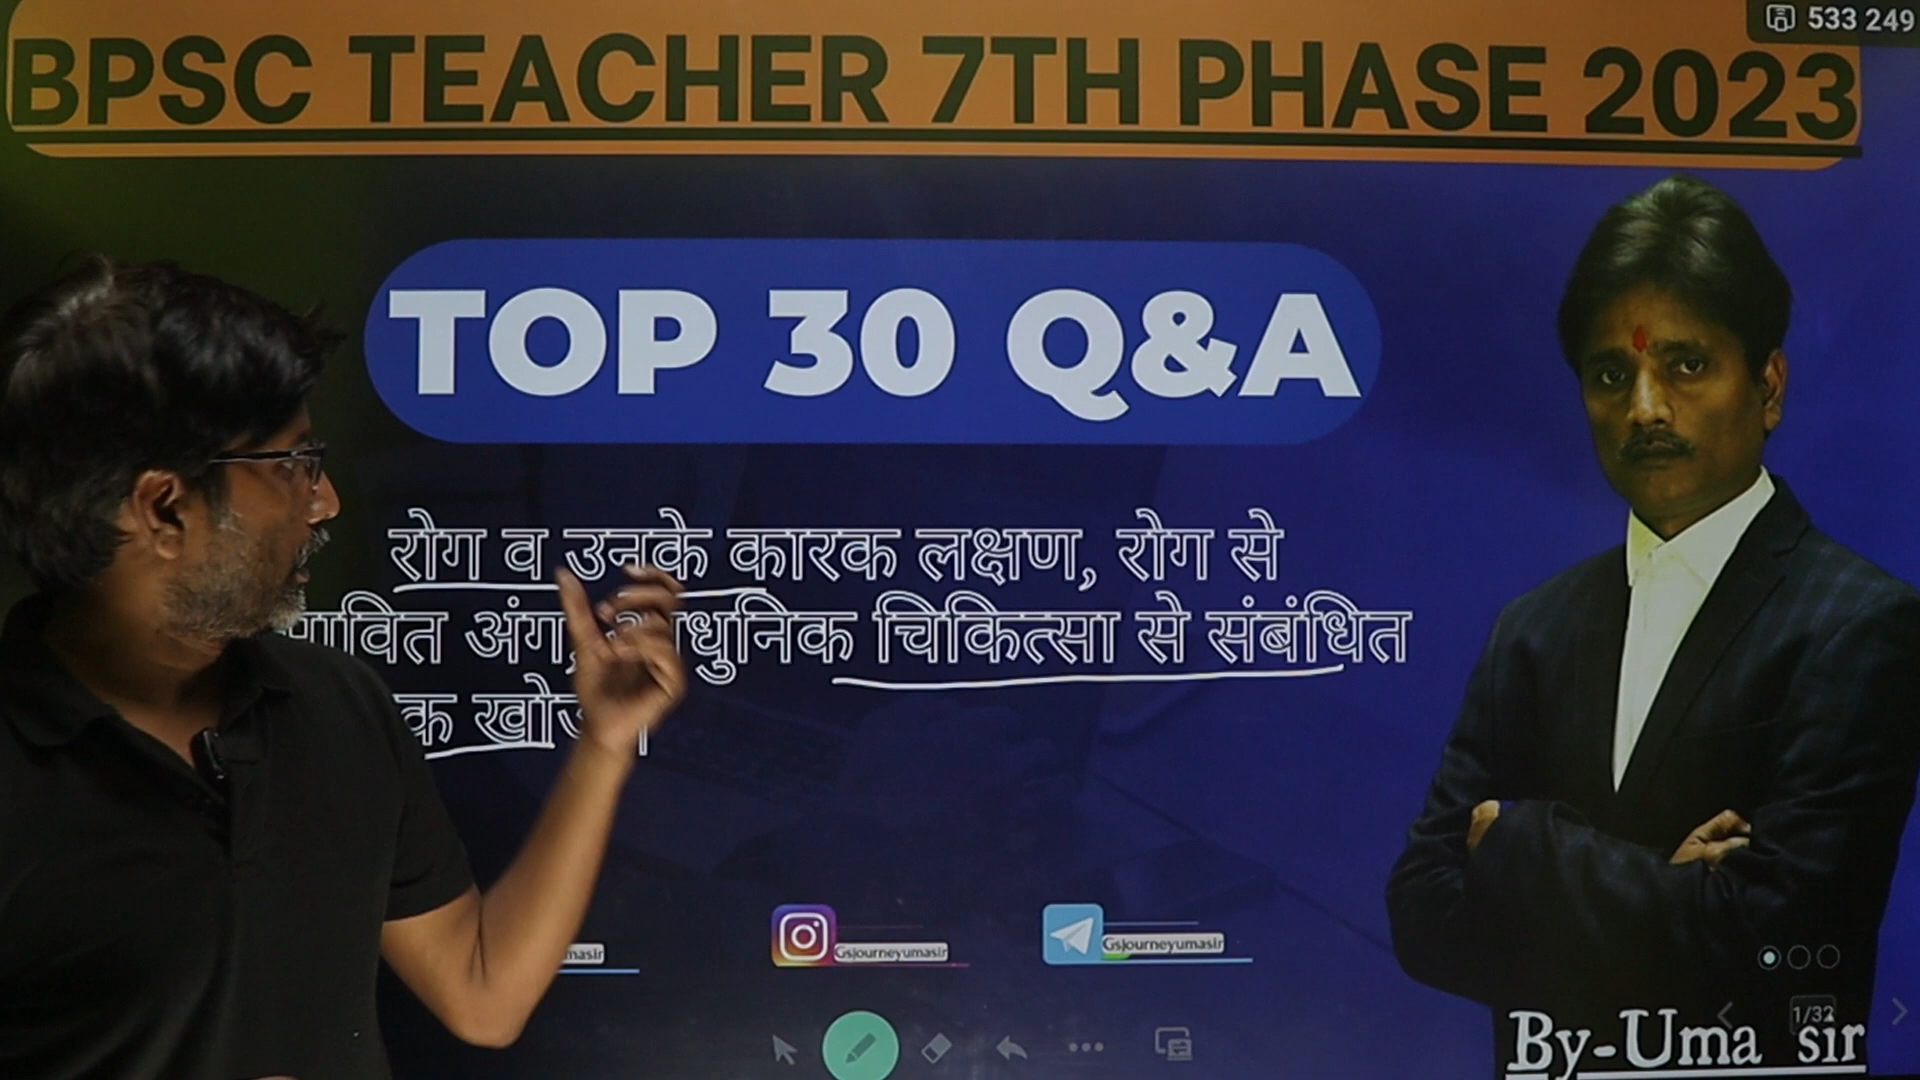 533 249
BPSC TEACHER 7TH PHASE 2023
TOP 30 Q&A
रोग व उनके कारक लक्षण, रोग से
अंग, चिकित्सा से संबंधित
Gsjourneyumasir
Gsjourneyumasir
1/32
By-Uma sir